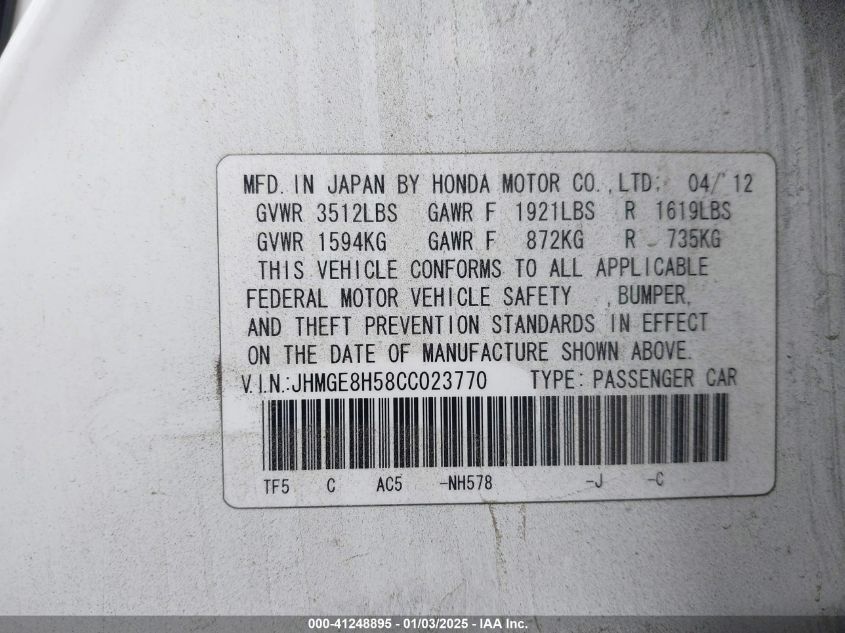 MFD. IN JAPAN BY HONDA MOTOR CO., LTD. 04/'12
GVWR 3512LBS GAWR F 1921LBS R 1619LBS
GVWR 1594KG GAWR F 872KG R 735KG
THIS VEHICLE CONFORMS TO ALL APPLICABLE
FEDERAL MOTOR VEHICLE SAFETY , BUMPER,
AND THEFT PREVENTION STANDARDS IN EFFECT
ON THE DATE OF MANUFACTURE SHOWN ABOVE.
V.I.N.:JHMGE8H58CC023770 TYPE: PASSENGER CAR
TF5 C AC5 -NH578 -J -C
000-41248895 - 01/03/2025 - IAA Inc.